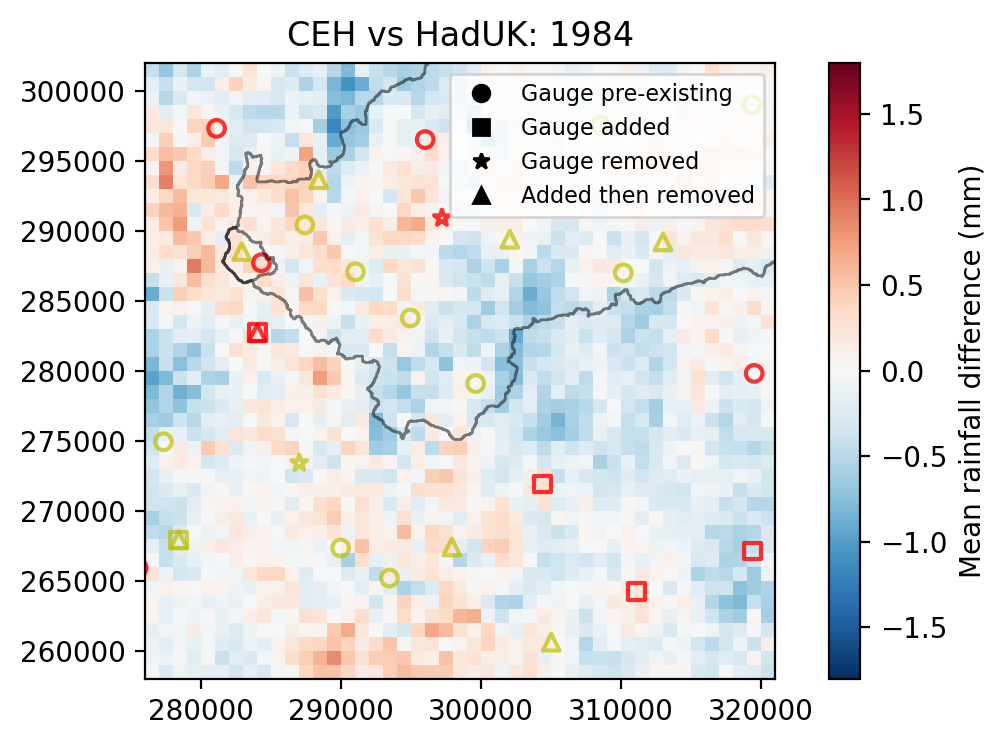 CEH vs HadUK: 1984
Gauge pre-existing
Gauge added
Gauge removed
Added then removed
300000
295000
290000
285000
280000
275000
270000
265000
260000
280000 290000 300000 310000 320000
1.5
1.0
0.5
0.0
−0.5
−1.0
−1.5
Mean rainfall difference (mm)